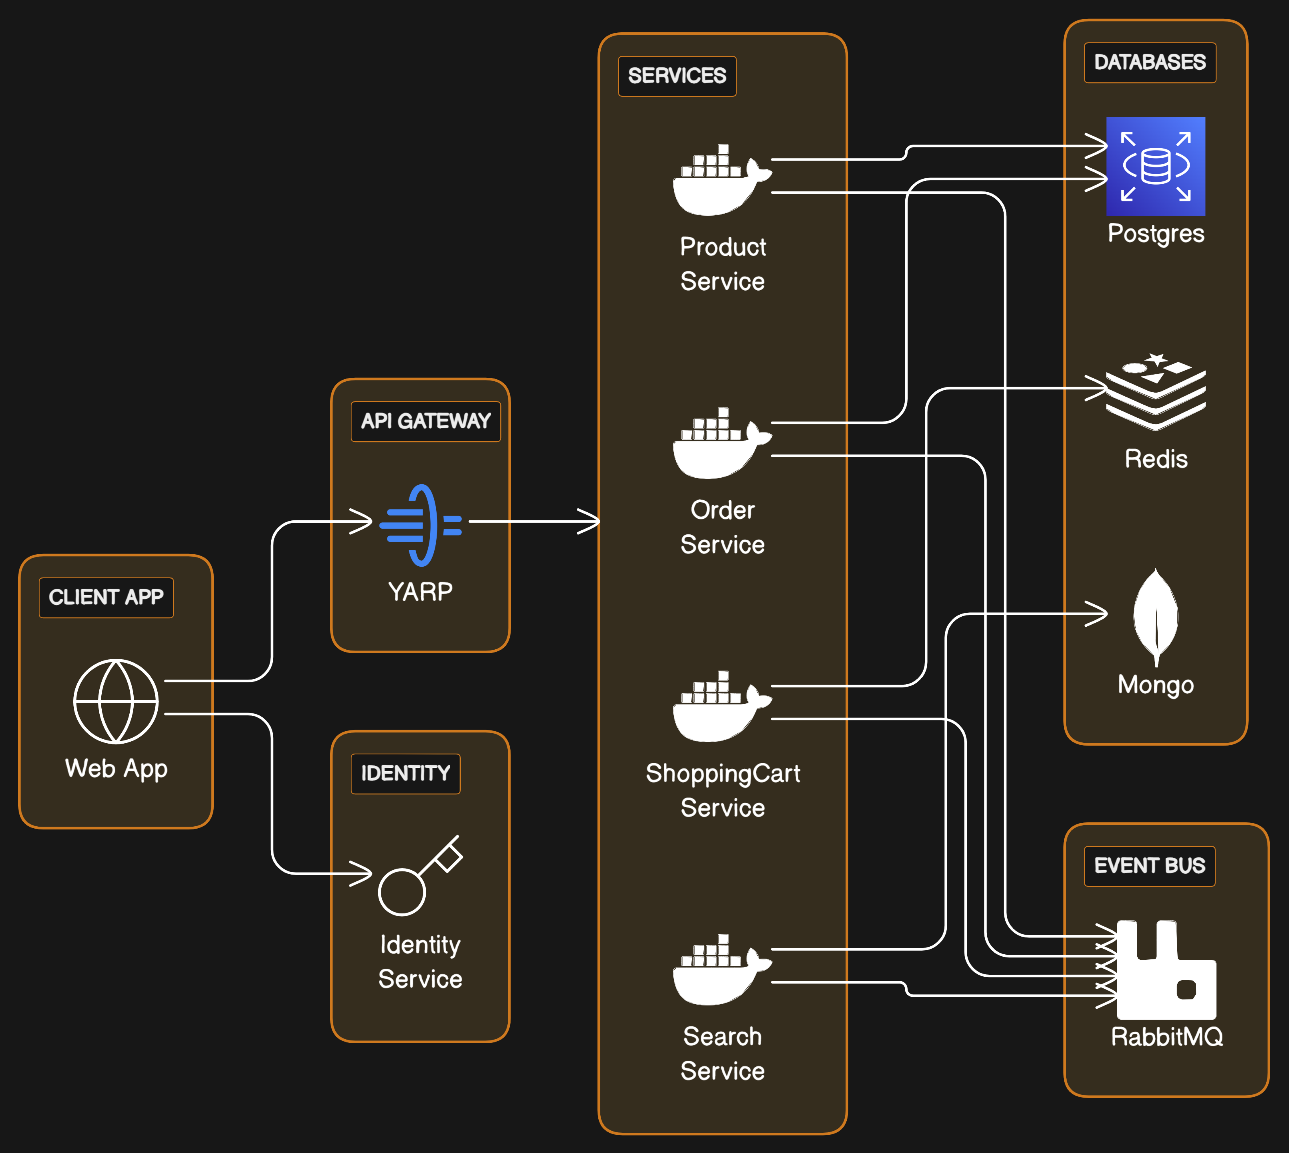 CLIENT APP
Web App
API GATEWAY
YARP
IDENTITY
Identity
Service
SERVICES
Product
Service
Order
Service
ShoppingCart
Service
Search
Service
DATABASES
Postgres
Redis
Mongo
EVENT BUS
RabbitMQ